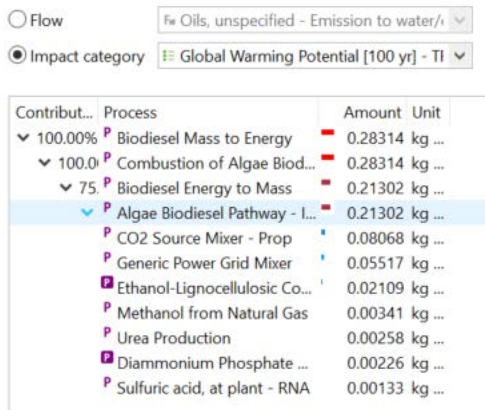 Flow
Fw Oils, unspecified - Emission to water/
Impact category
Global Warming Potential [100 yr] - T
Contribut... Process Amount Unit
100.00% P Biodiesel Mass to Energy 0.28314 kg ...
100.0 P Combustion of Algae Biod... 0.28314 kg ...
75. P Biodiesel Energy to Mass 0.21302 kg ...
P Algae Biodiesel Pathway - I... 0.21302 kg ...
P CO2 Source Mixer - Prop 0.08068 kg ...
P Generic Power Grid Mixer 0.05517 kg ...
P Ethanol-Lignocellulosic Co... 0.02109 kg ...
P Methanol from Natural Gas 0.00341 kg ...
P Urea Production 0.00258 kg ...
P Diammonium Phosphate ... 0.00226 kg ...
P Sulfuric acid, at plant - RNA 0.00133 kg ...